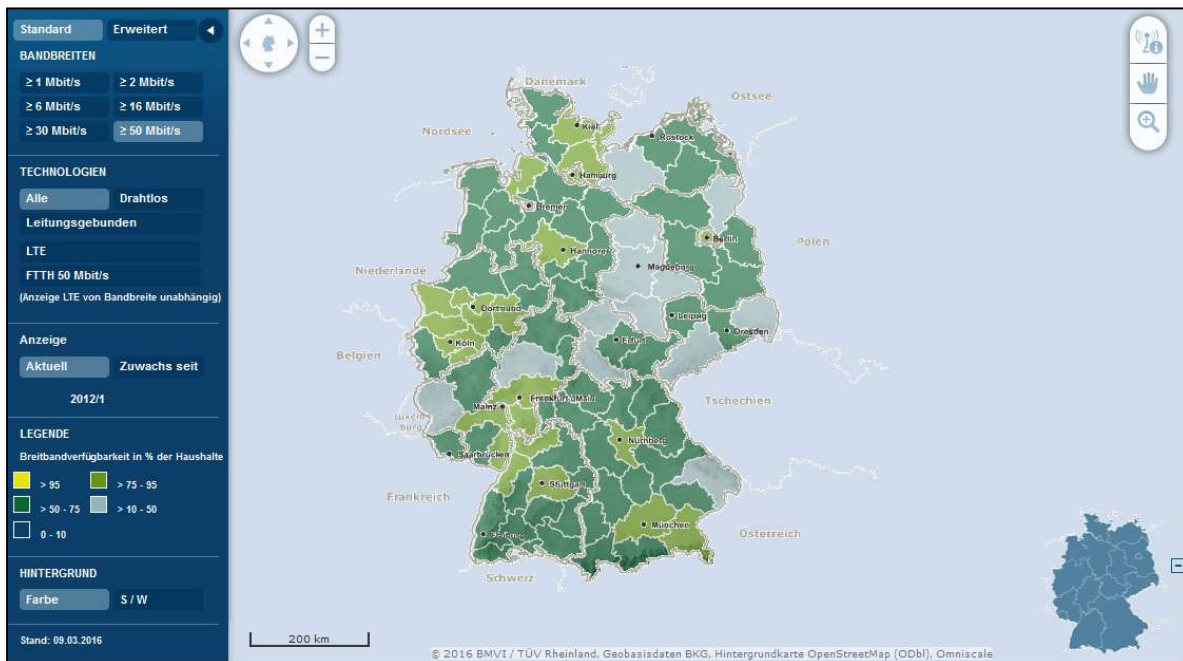 Standard Erweitert
BANDBREITEN
≥ 1 Mbit/s ≥ 2 Mbit/s
≥ 6 Mbit/s ≥ 16 Mbit/s
≥ 30 Mbit/s ≥ 50 Mbit/s
TECHNOLOGIEN
Alle Drahtlos
Leitungsgebunden
LTE
FTTH 50 Mbit/s
(Anzeige LTE von Bandbreite unabhängig)
Anzeige
Aktuell Zuwachs seit
2012/1
LEGENDE
Breitbandverfügbarkeit in % der Haushalte
> 95 > 75 - 95
> 50 - 75 > 10 - 50
0 - 10
HINTERGRUND
Farbe S / W
Stand: 09.03.2016
Dänemark
Ostsee
Nordsee
Kiel
Rostock
Hamburg
Bremen
Berlin
Polen
Hannover
Magdeburg
Niederlande
Dortmund
Leipzig
Dresden
Köln
Erfurt
Belgien
Frankfurt (Main)
Tschechien
Mainz
Luxem-
burg
Nürnberg
Saarbrücken
Stuttgart
Frankreich
München
Freiburg
Österreich
Schweiz
200 km
© 2016 BMVI / TÜV Rheinland, Geobasisdaten BKG, Hintergrundkarte OpenStreetMap (ODbl), Omniscale